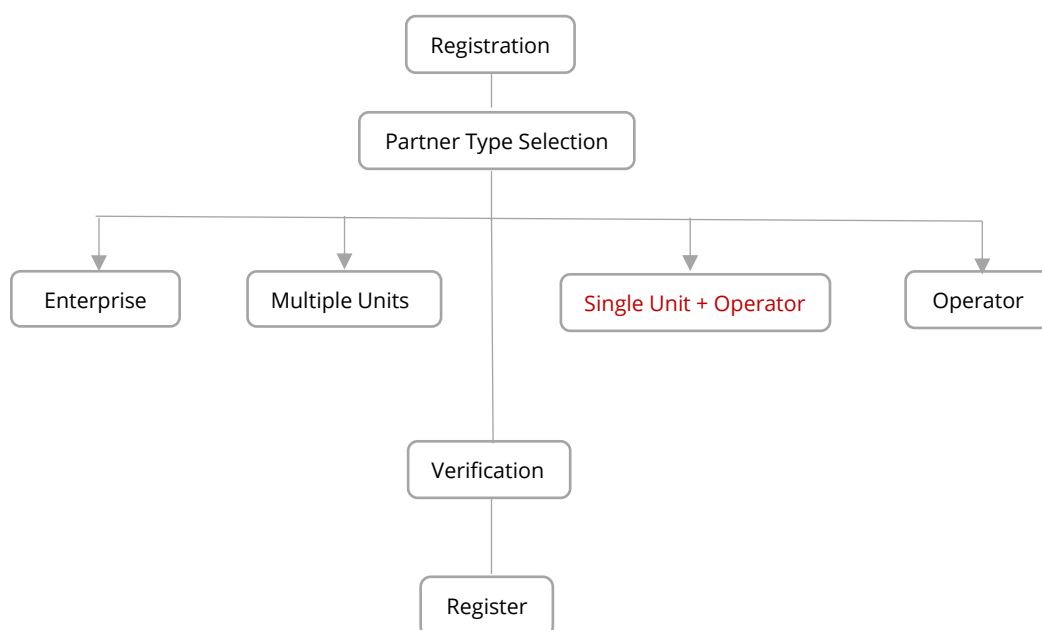 Registration
Partner Type Selection
Enterprise
Multiple Units
Single Unit + Operator
Operator
Verification
Register